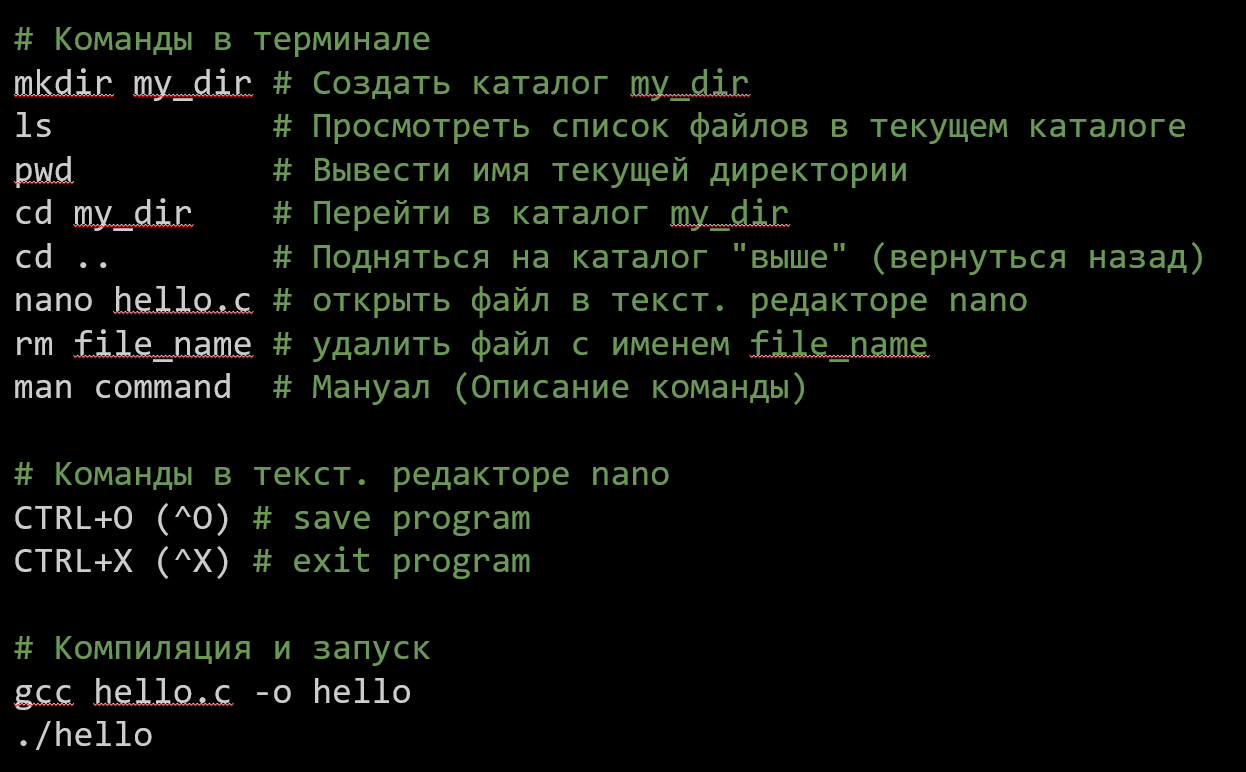 # Команды в терминале
mkdir my_dir # Создать каталог my_dir
ls           # Просмотреть список файлов в текущем каталоге
pwd          # Вывести имя текущей директории
cd my_dir    # Перейти в каталог my_dir
cd ..        # Подняться на каталог "выше" (вернуться назад)
nano hello.c # открыть файл в текст. редакторе nano
rm file_name # удалить файл с именем file_name
man command  # Мануал (Описание команды)
# Команды в текст. редакторе nano
CTRL+O (^O) # save program
CTRL+X (^X) # exit program
# Компиляция и запуск
gcc hello.c -o hello
./hello